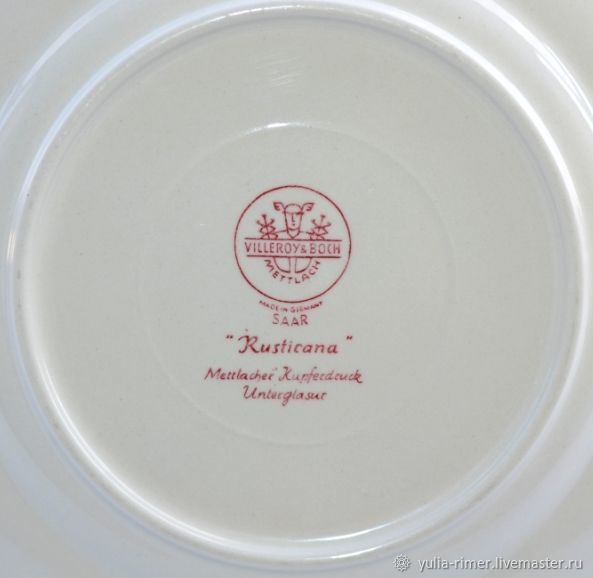 VILLEROY & BOCH
METTLACH
MADE IN GERMANY
SAAR
"Rusticana"
Mettlacher Kupferdruck
Unterglasur
yulia-rimer.livemaster.ru